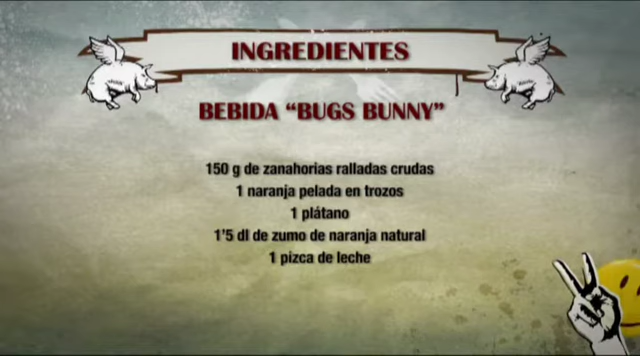 INGREDIENTES
BEBIDA “BUGS BUNNY”
150 g de zanahorias ralladas crudas
1 naranja pelada en trozos
1 plátano
1'5 dl de zumo de naranja natural
1 pizca de leche